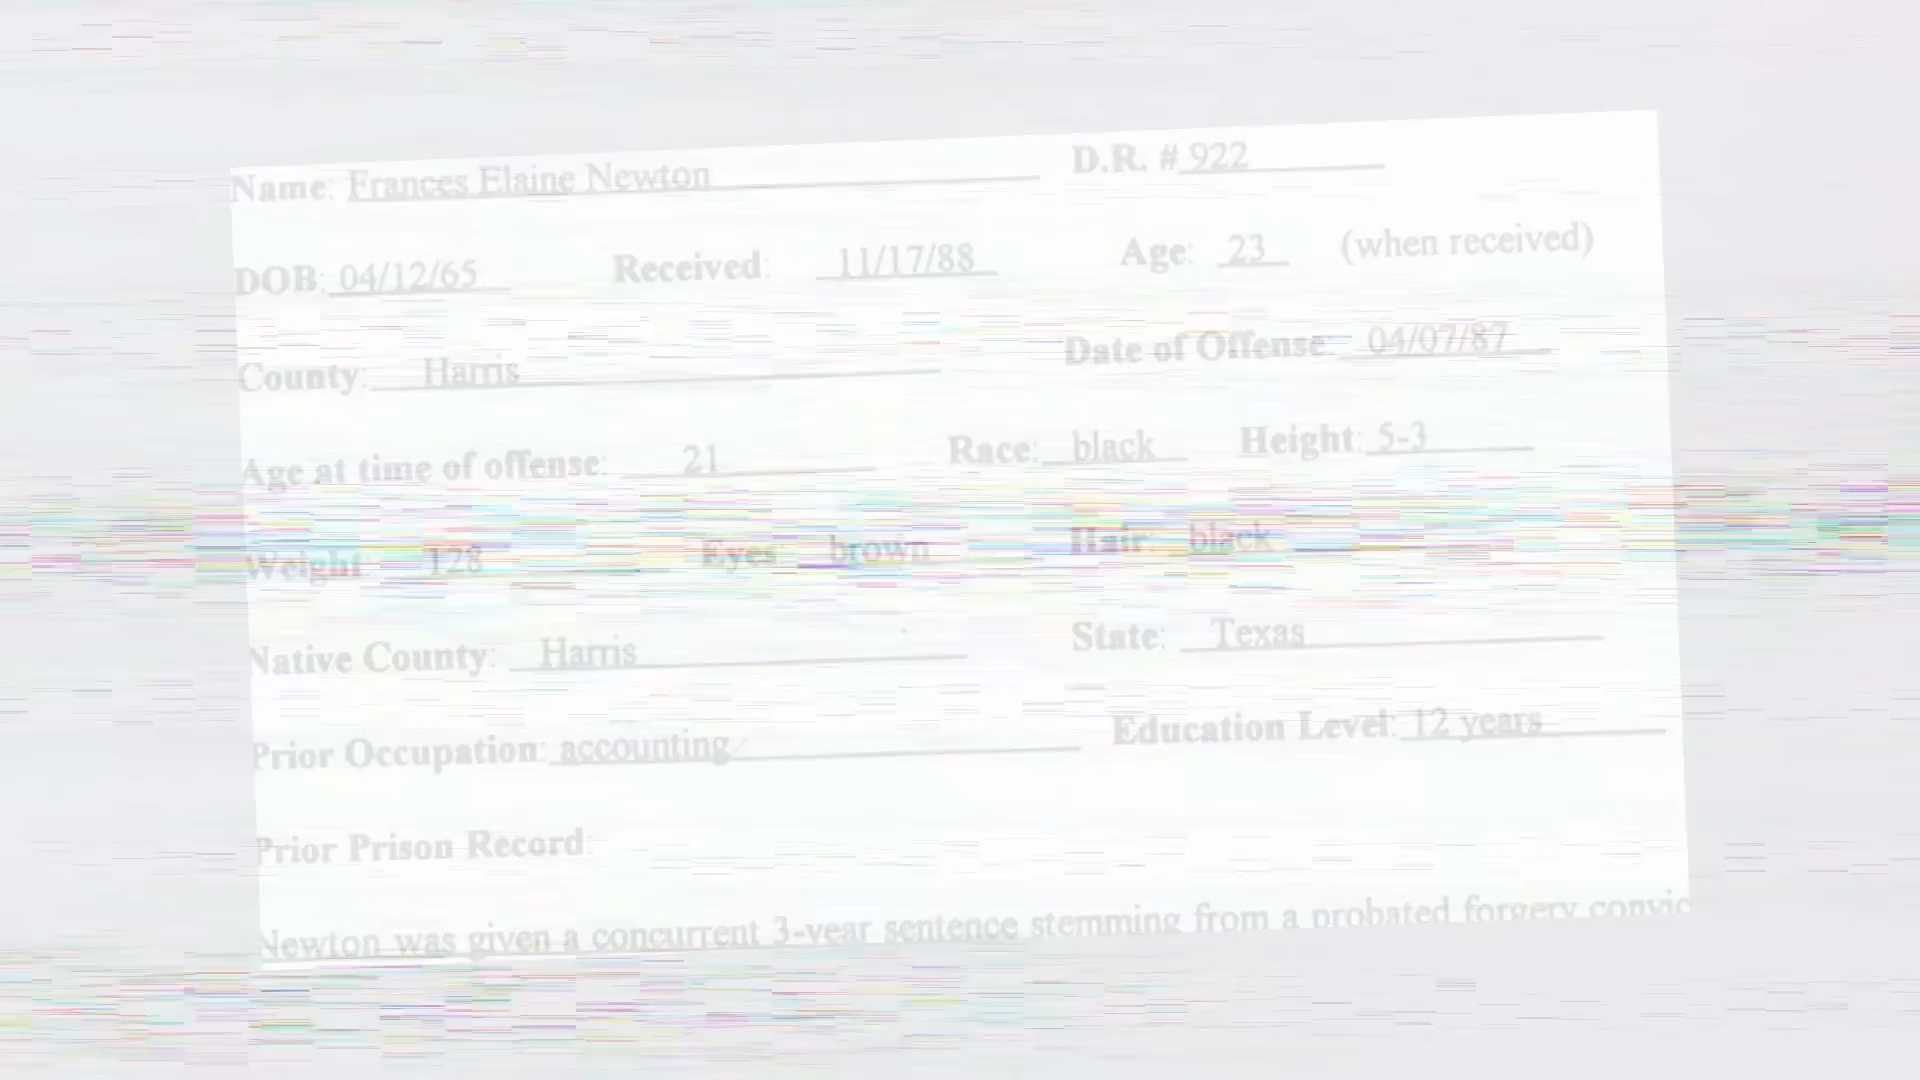 Name: Frances Elaine Newton D.R. # 922
DOB: 04/12/65 Received: 11/17/88 Age: 23 (when received)
County: Harris Date of Offense: 04/07/87
Age at time of offense: 21 Race: black Height: 5-3
Weight: 128 Eyes: brown Hair: black
Native County: Harris State: Texas
Prior Occupation: accounting Education Level: 12 years
Prior Prison Record:
Newton was given a concurrent 3-year sentence stemming from a probated forgery convic